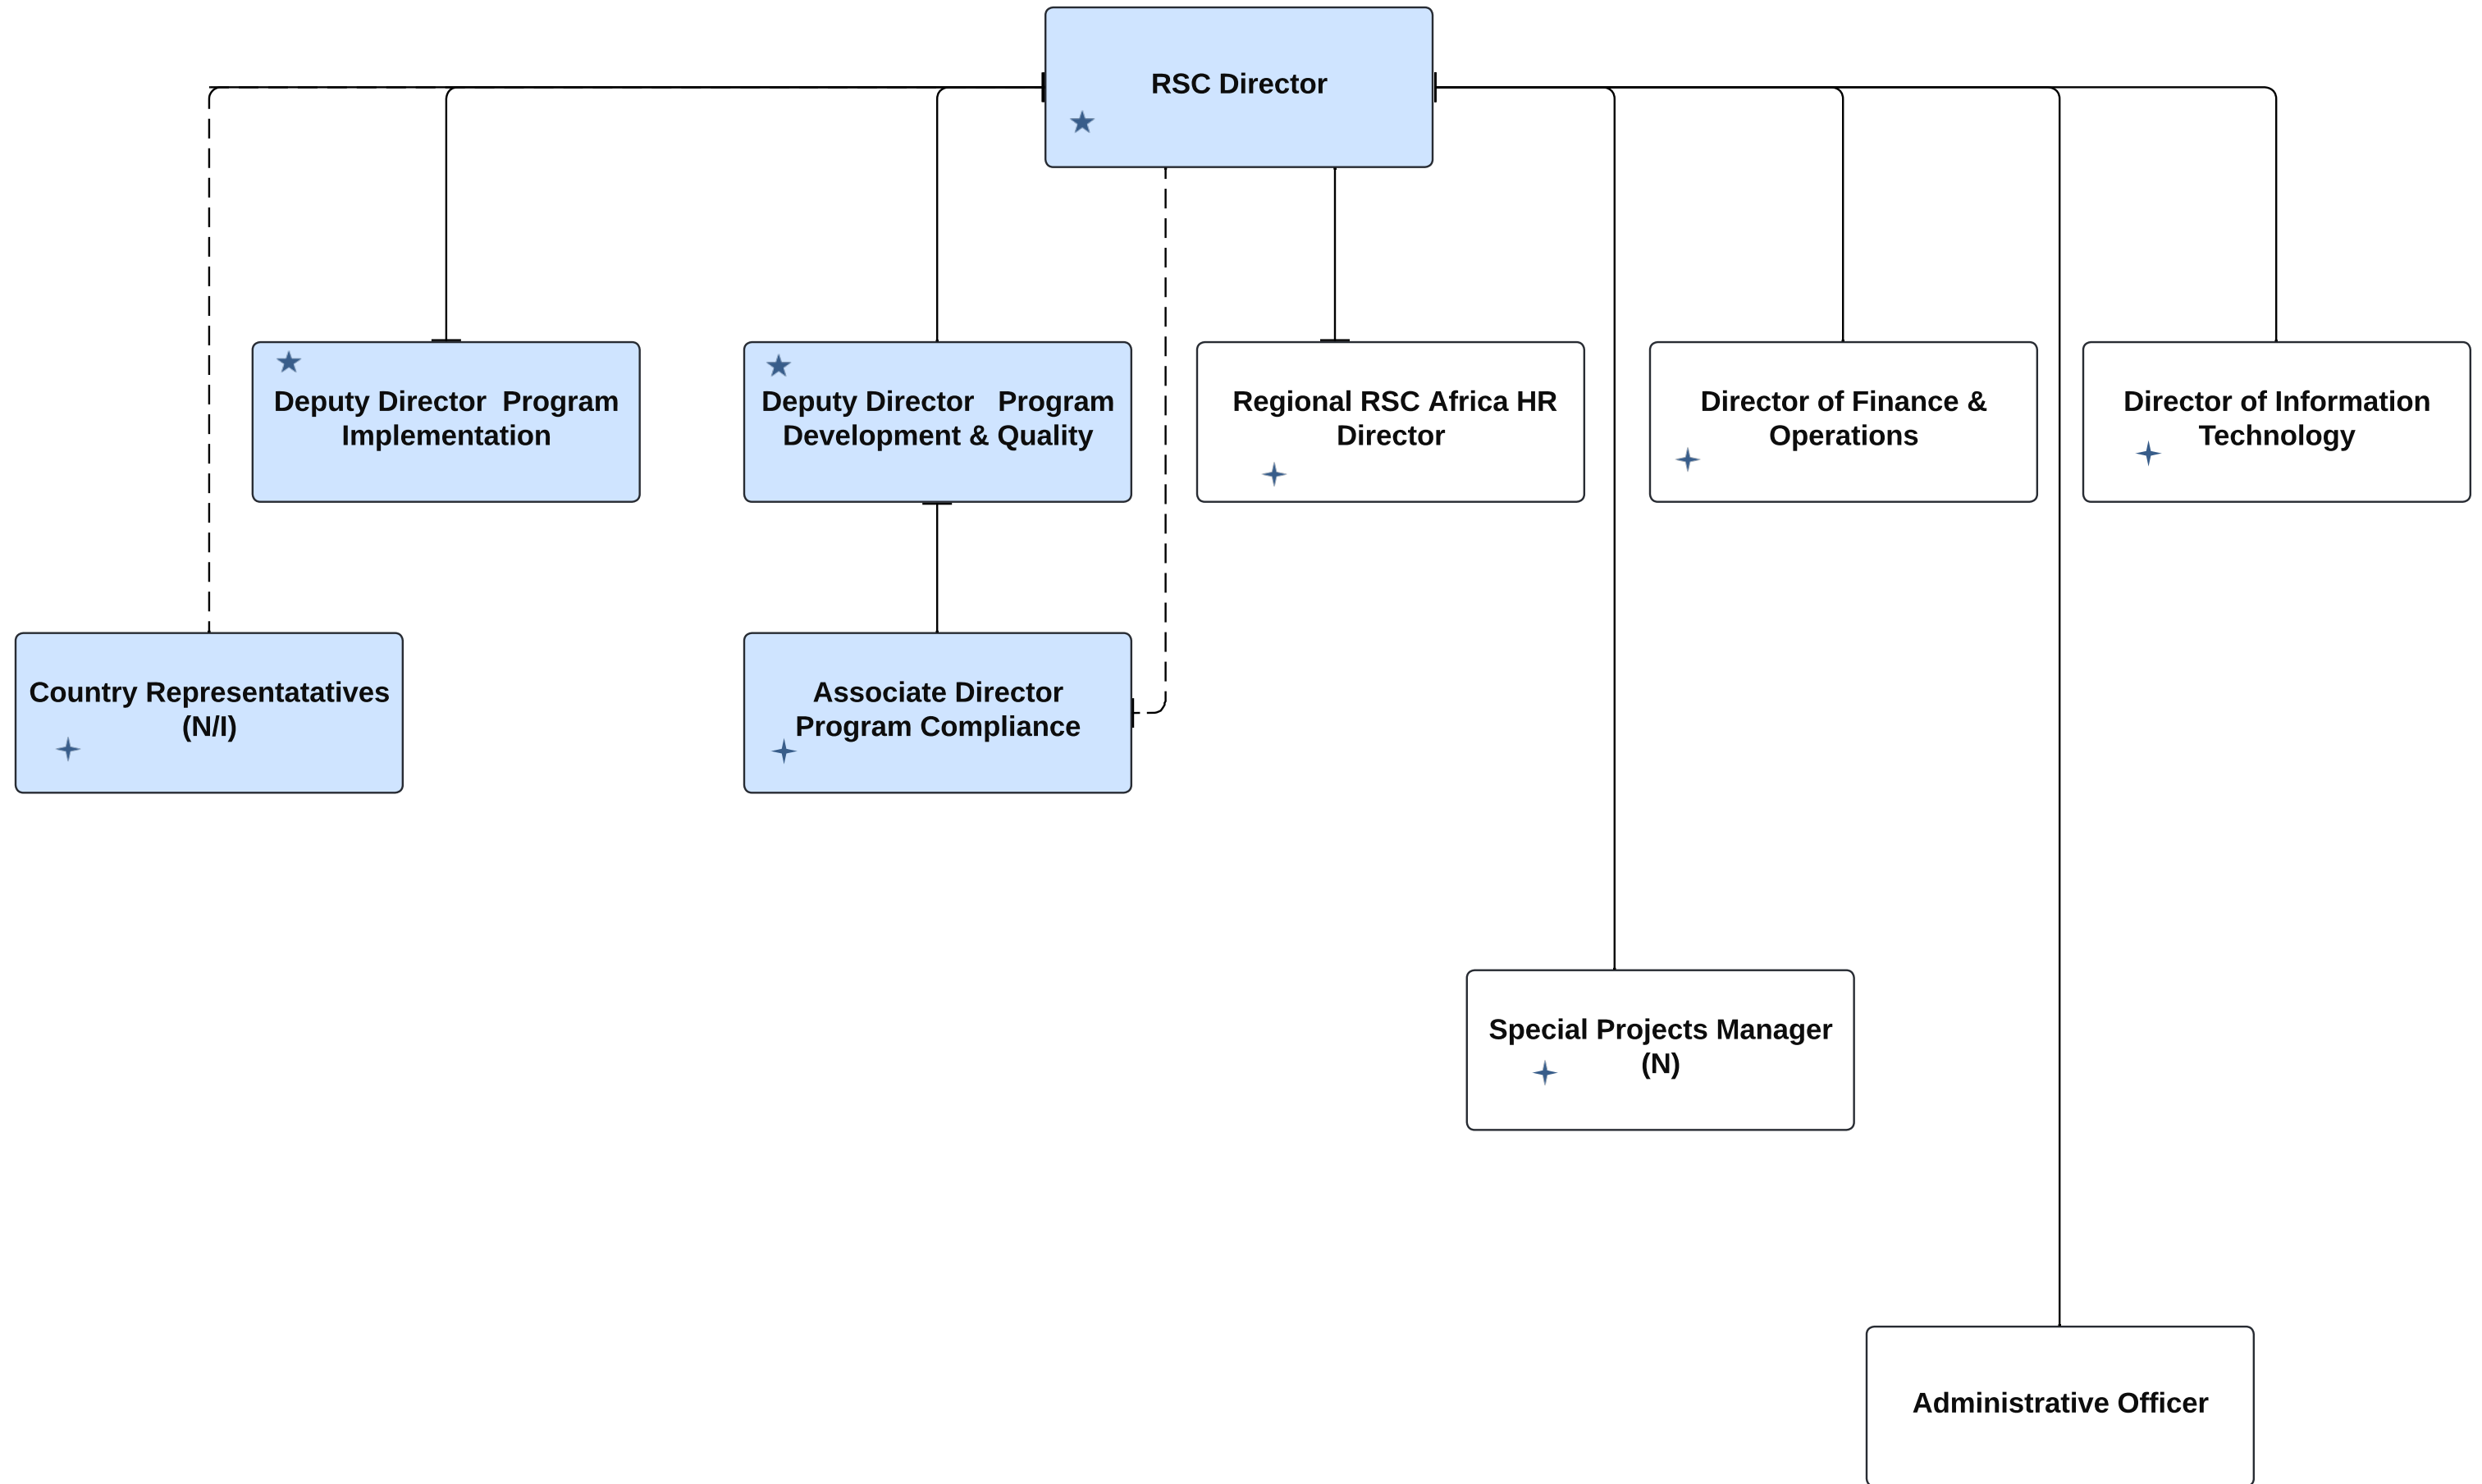 RSC Director
Deputy Director  Program
Implementation
Deputy Director   Program
Development & Quality
Regional RSC Africa HR
Director
Director of Finance &
Operations
Director of Information
Technology
Country Representatatives
(N/I)
Associate Director
Program Compliance
Special Projects Manager
(N)
Administrative Officer